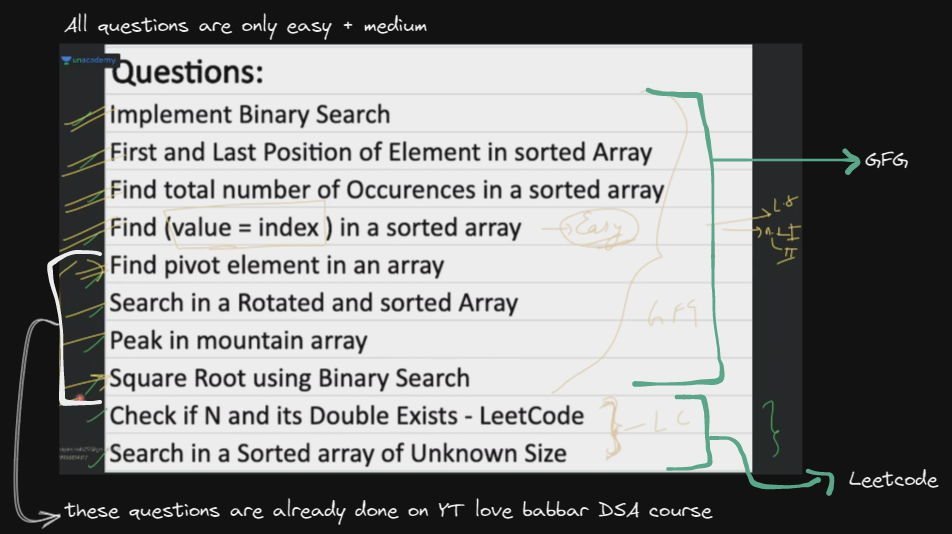 All questions are only easy + medium
unacademy
Questions:
Implement Binary Search
First and Last Position of Element in sorted Array
Find total number of Occurences in a sorted array
GFG
Find (value = index ) in a sorted array
Easy
Find pivot element in an array
Search in a Rotated and sorted Array
GFG
Peak in mountain array
Square Root using Binary Search
Check if N and its Double Exists - LeetCode
LC
Search in a Sorted array of Unknown Size
Leetcode
these questions are already done on YT love babbar DSA course